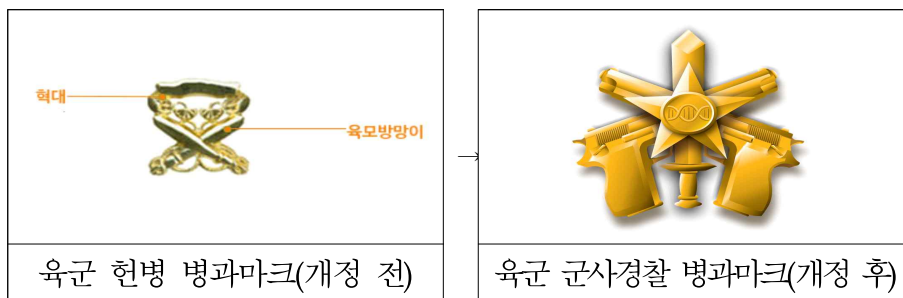 혁대
육모방망이
→
육군 헌병 병과마크(개정 전)
육군 군사경찰 병과마크(개정 후)